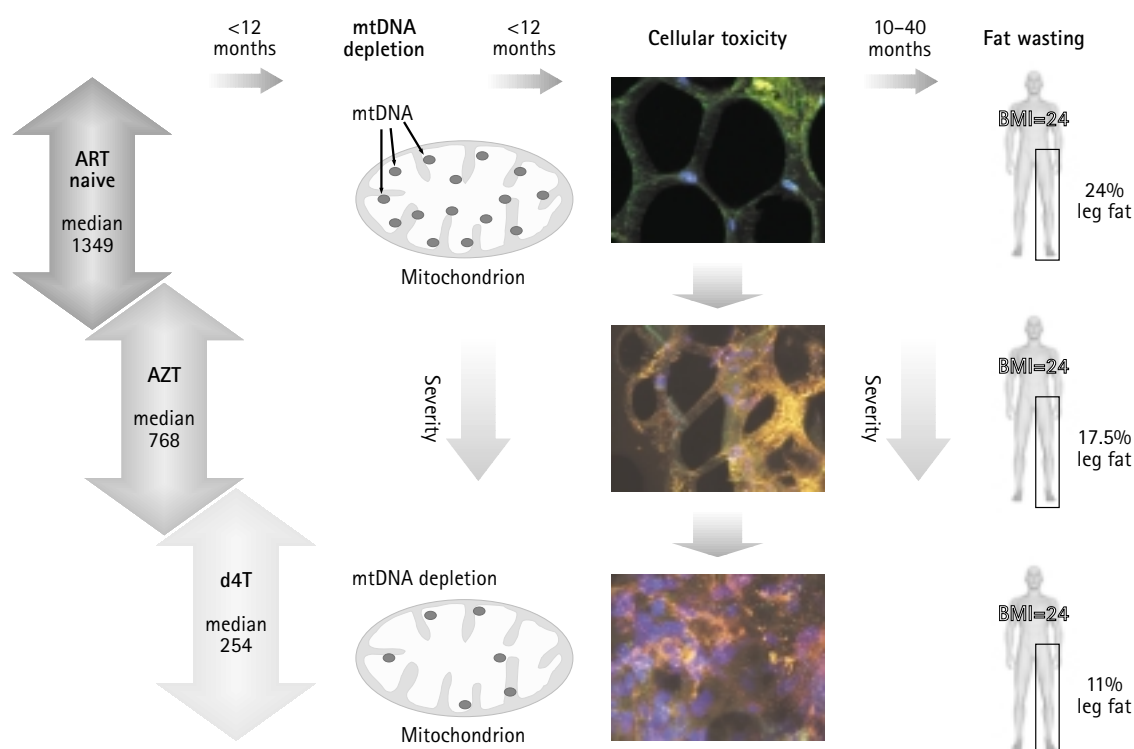 <12
months
mtDNA
depletion
<12
months
Cellular toxicity
10–40
months
Fat wasting
ART
naive
median
1349
mtDNA
Mitochondrion
BMI=24
24%
leg fat
AZT
median
768
Severity
Severity
BMI=24
17.5%
leg fat
d4T
median
254
mtDNA depletion
Mitochondrion
BMI=24
11%
leg fat